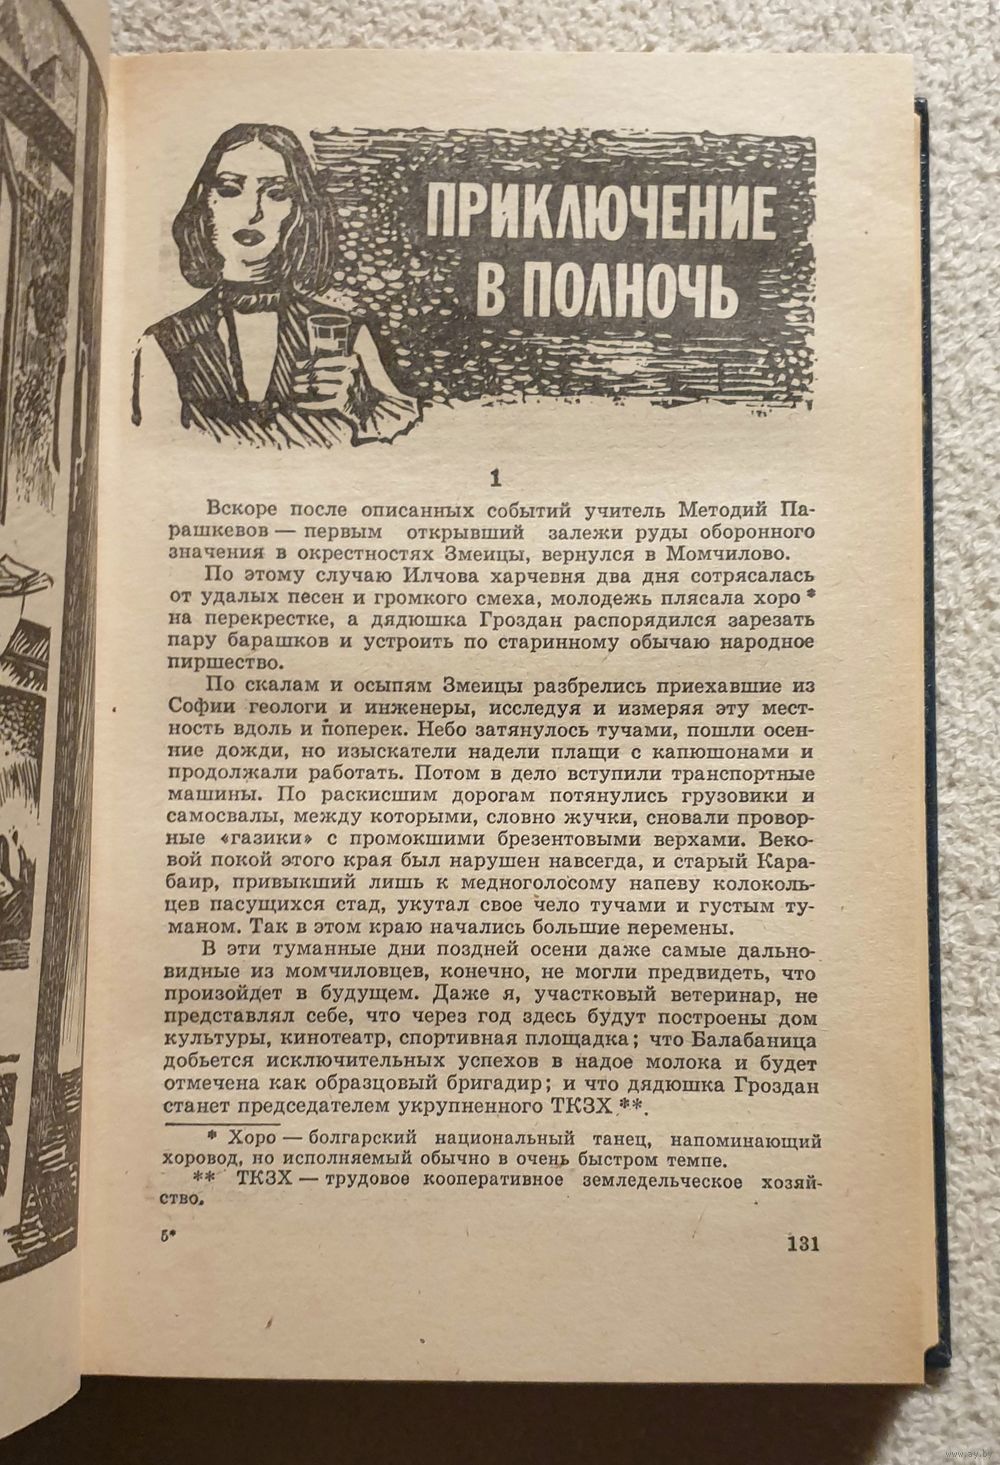 ПРИКЛЮЧЕНИЕ
В ПОЛНОЧЬ
1
Вскоре после описанных событий учитель Методий Па-
рашкевов — первым открывший залежи руды оборонного
значения в окрестностях Змеицы, вернулся в Момчилово.
По этому случаю Илчова харчевня два дня сотрясалась
от удалых песен и громкого смеха, молодежь плясала хоро *
на перекрестке, а дядюшка Гроздан распорядился зарезать
пару барашков и устроить по старинному обычаю народное
пиршество.
По скалам и осыпям Змеицы разбрелись приехавшие из
Софии геологи и инженеры, исследуя и измеряя эту мест-
ность вдоль и поперек. Небо затянулось тучами, пошли осен-
ние дожди, но изыскатели надели плащи с капюшонами и
продолжали работать. Потом в дело вступили транспортные
машины. По раскисшим дорогам потянулись грузовики и
самосвалы, между которыми, словно жучки, сновали провор-
ные «газики» с промокшими брезентовыми верхами. Веко-
вой покой этого края был нарушен навсегда, и старый Кара-
баир, привыкший лишь к медноголосому напеву колоколь-
цев пасущихся стад, укутал свое чело тучами и густым ту-
маном. Так в этом краю начались большие перемены.
В эти туманные дни поздней осени даже самые дально-
видные из момчиловцев, конечно, не могли предвидеть, что
произойдет в будущем. Даже я, участковый ветеринар, не
представлял себе, что через год здесь будут построены дом
культуры, кинотеатр, спортивная площадка; что Балабаница
добьется исключительных успехов в надое молока и будет
отмечена как образцовый бригадир; и что дядюшка Гроздан
станет председателем укрупненного ТКЗХ **.
* Хоро — болгарский национальный танец, напоминающий
хоровод, но исполняемый обычно в очень быстром темпе.
** ТКЗХ — трудовое кооперативное земледельческое хозяй-
ство.
5*
131
www.ay.by